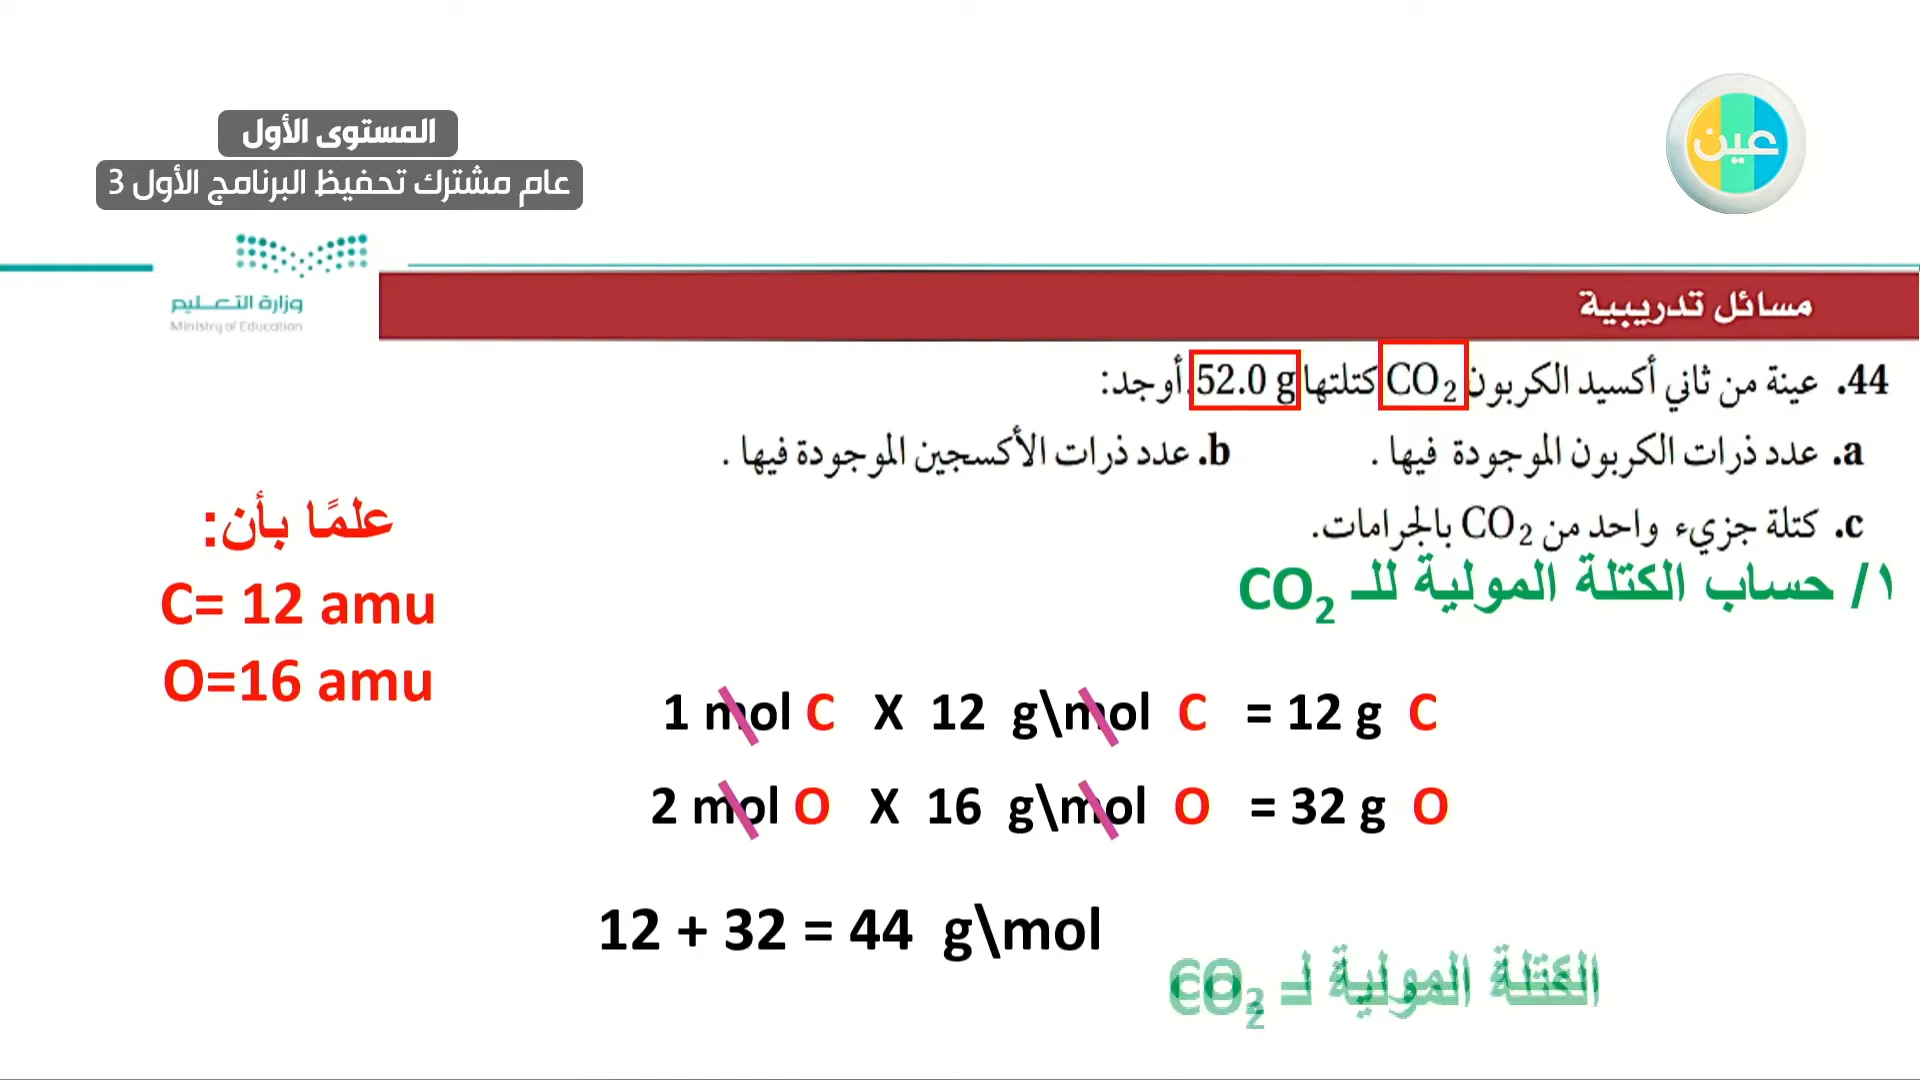 المستوى الأول
عام مشترك تحفيظ البرنامج الأول 3
عين
وزارة التعليم
Ministry of Education
مسائل تدريبية
44. عينة من ثاني أكسيد الكربون CO2 كتلتها 52.0 g أوجد:
a. عدد ذرات الكربون الموجودة فيها . b. عدد ذرات الأكسجين الموجودة فيها .
c. كتلة جزيء واحد من CO2 بالجرامات.
علمًا بأن:
C= 12 amu
O=16 amu
١/ حساب الكتلة المولية للـ CO2
1 mol C X 12 g\mol C = 12 g C
2 mol O X 16 g\mol O = 32 g O
12 + 32 = 44 g\mol
الكتلة المولية لـ CO2